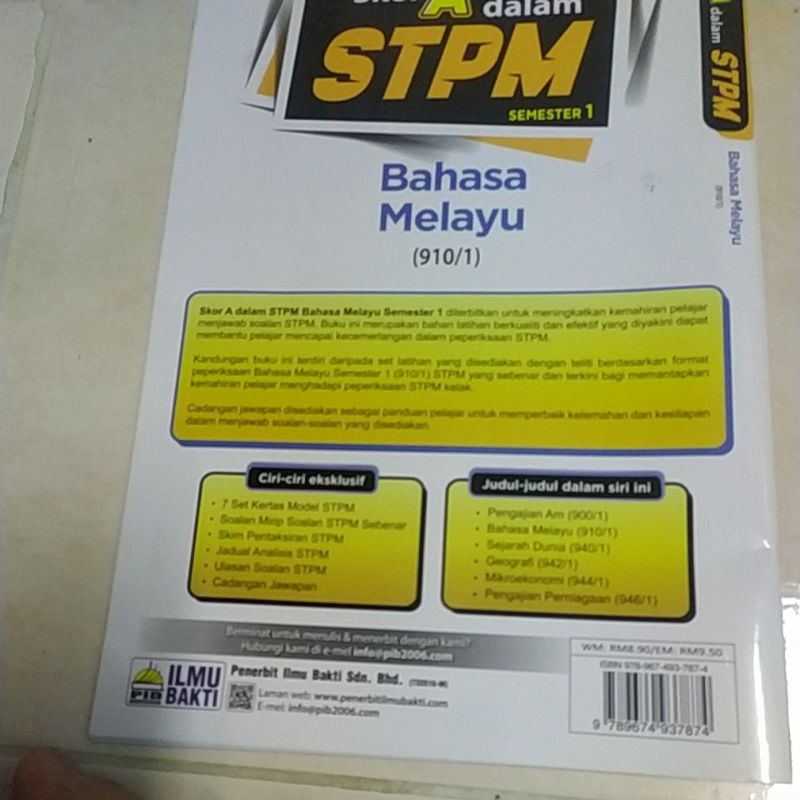 Skor A dalam
STPM
SEMESTER 1
Bahasa
Melayu
(910/1)
Skor A dalam STPM Bahasa Melayu Semester 1 diterbitkan untuk meningkatkan kemahiran pelajar
menjawab soalan STPM. Buku ini merupakan bahan latihan berkualiti dan efektif yang diyakini dapat
membantu pelajar mencapai kecemerlangan dalam peperiksaan STPM.
Kandungan buku ini terdiri daripada set latihan yang disediakan dengan teliti berdasarkan format
peperiksaan Bahasa Melayu Semester 1 (910/1) STPM yang sebenar dan terkini bagi memantapkan
kemahiran pelajar menghadapi peperiksaan STPM kelak.
Cadangan jawapan disediakan sebagai panduan pelajar untuk memperbaik kelemahan dan kesilapan
dalam menjawab soalan-soalan yang disediakan.
Ciri-ciri eksklusif
• 7 Set Kertas Model STPM
• Soalan Mirip Soalan STPM Sebenar
• Skim Pentaksiran STPM
• Jadual Analisis STPM
• Ulasan Soalan STPM
• Cadangan Jawapan
Judul-judul dalam siri ini
• Pengajian Am (900/1)
• Bahasa Melayu (910/1)
• Sejarah Dunia (940/1)
• Geografi (942/1)
• Mikroekonomi (944/1)
• Pengajian Perniagaan (946/1)
Berminat untuk menulis & menerbit dengan kami?
Hubungi kami di e-mel info@pib2006.com
PIB
ILMU
BAKTI
Penerbit Ilmu Bakti Sdn. Bhd.
Laman web: www.penerbitilmubakti.com
E-mel: info@pib2006.com
WM: RM8.90/EM: RM9.50
ISBN 978-967-493-787-4
9 789674 937874
A dalam STPM
Bahasa Melayu
(910/1)